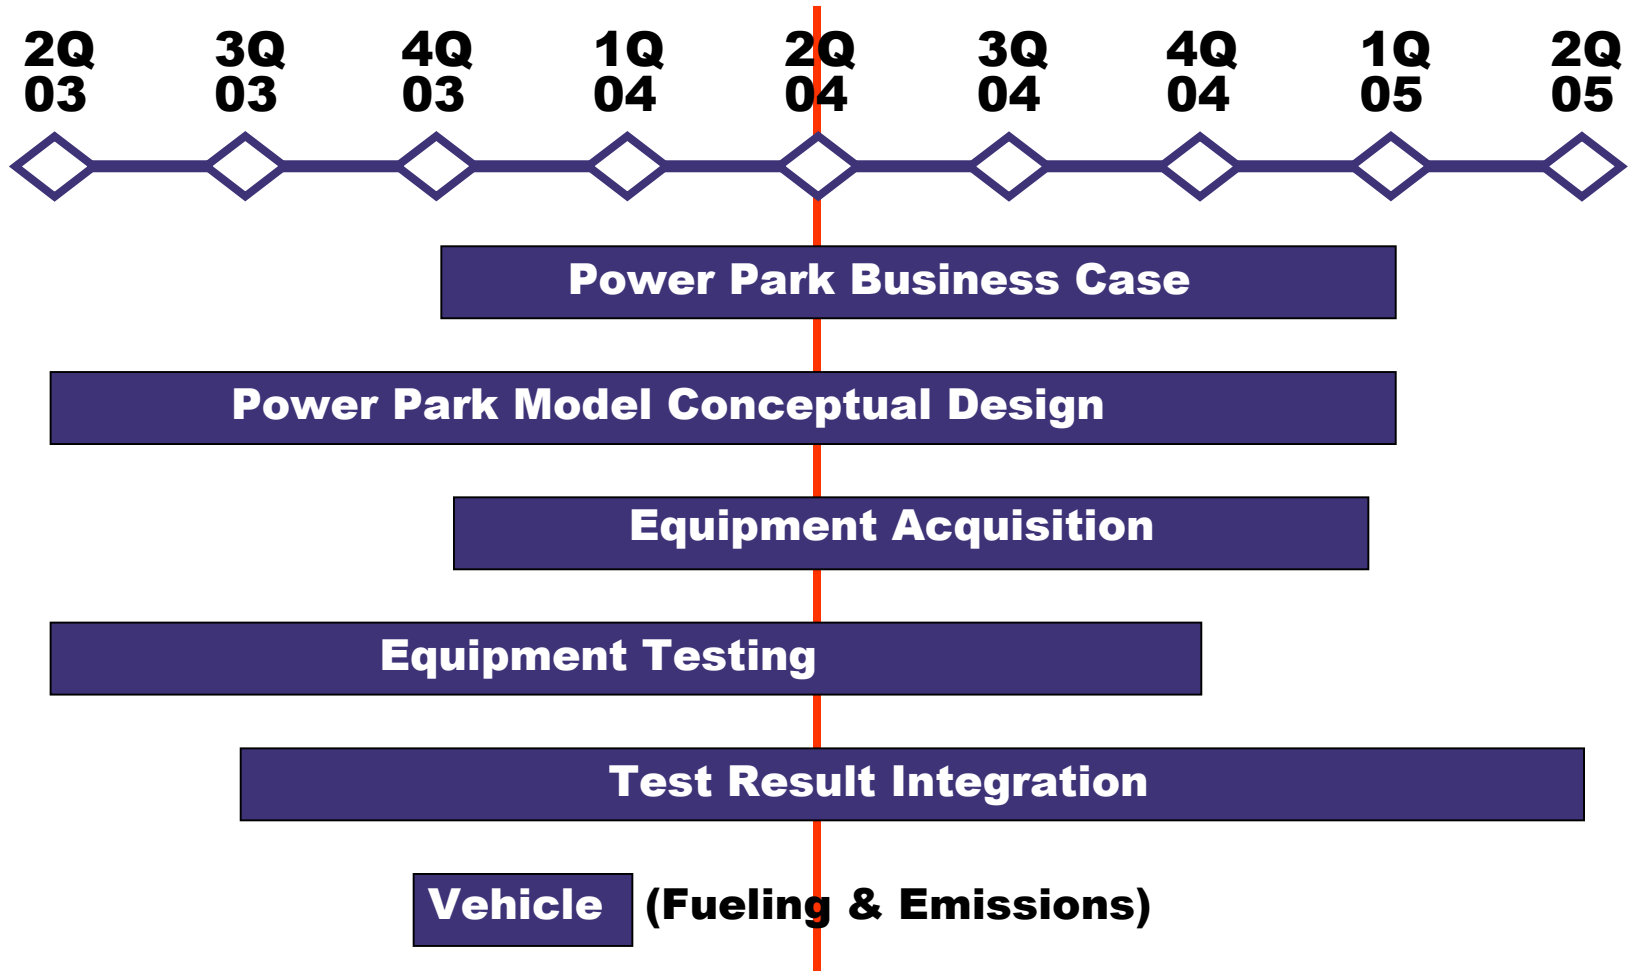 2Q 3Q 4Q 1Q 2Q 3Q 4Q 1Q 2Q
03 03 03 04 04 04 04 05 05
Power Park Business Case
Power Park Model Conceptual Design
Equipment Acquisition
Equipment Testing
Test Result Integration
Vehicle (Fueling & Emissions)